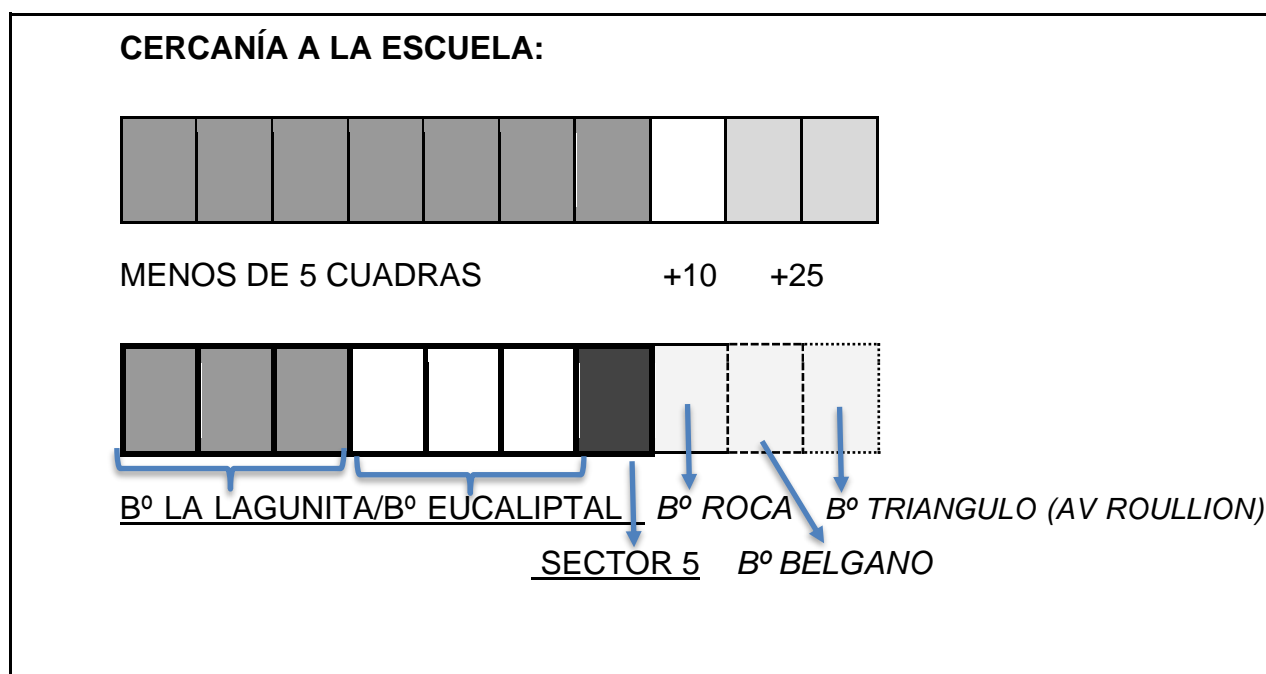 CERCANÍA A LA ESCUELA:
MENOS DE 5 CUADRAS +10 +25
Bº LA LAGUNITA/Bº EUCALIPTAL Bº ROCA Bº TRIANGULO (AV ROULLION)
SECTOR 5 Bº BELGANO